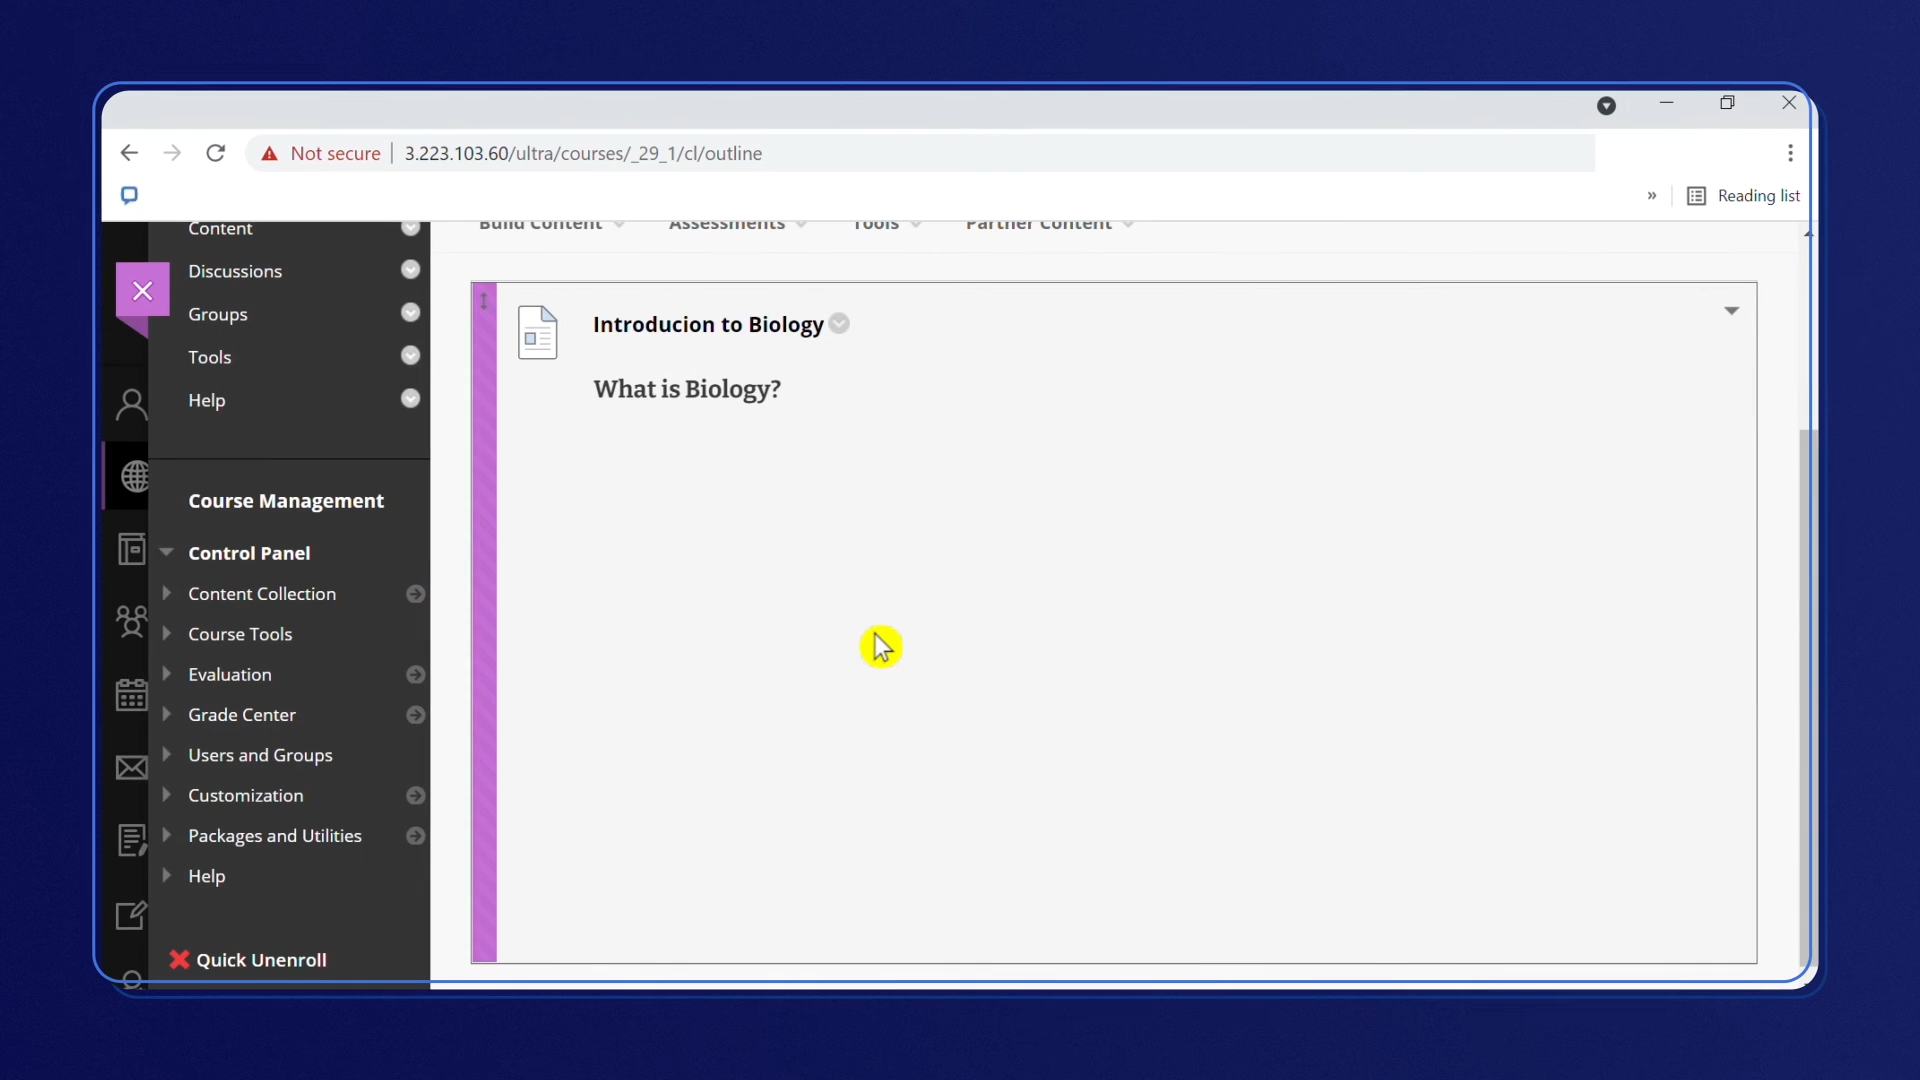 Not secure
3.223.103.60/ultra/courses/_29_1/cl/outline
Reading list
Content
Build Content
Assessments
Tools
Partner Content
Discussions
Groups
Tools
Help
Introducion to Biology
What is Biology?
Course Management
Control Panel
Content Collection
Course Tools
Evaluation
Grade Center
Users and Groups
Customization
Packages and Utilities
Help
Quick Unenroll